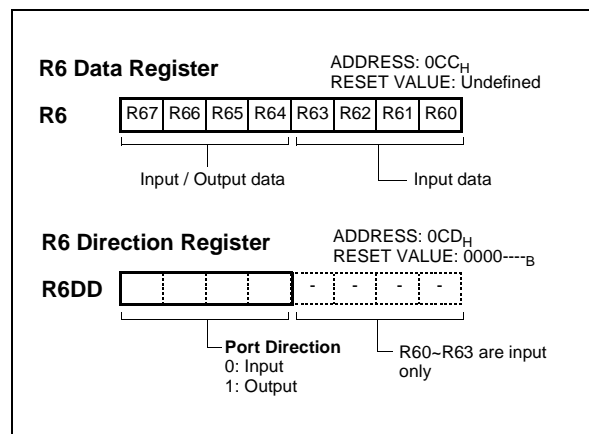 R6 Data Register
ADDRESS: 0CCH
RESET VALUE: Undefined
R6
R67 R66 R65 R64 R63 R62 R61 R60
Input / Output data
Input data
R6 Direction Register
ADDRESS: 0CDH
RESET VALUE: 0000----B
R6DD
- - - -
Port Direction
0: Input
1: Output
R60~R63 are input
only